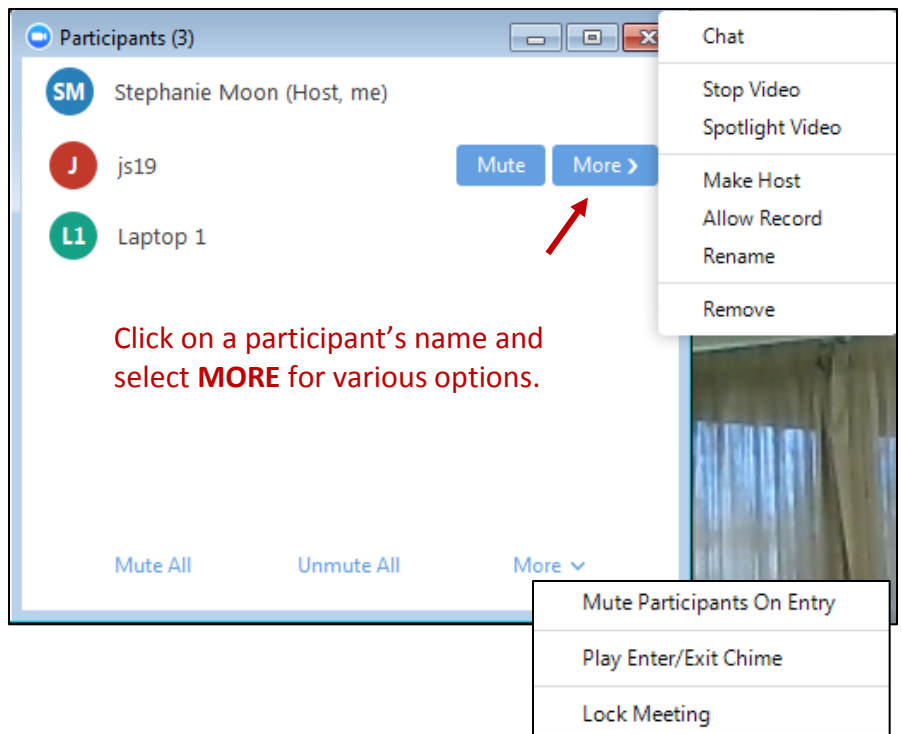 Participants (3)
SM Stephanie Moon (Host, me)
J js19 Mute More ❯
L1 Laptop 1
Click on a participant’s name and
select MORE for various options.
Mute All Unmute All More
Chat
Stop Video
Spotlight Video
Make Host
Allow Record
Rename
Remove
Mute Participants On Entry
Play Enter/Exit Chime
Lock Meeting